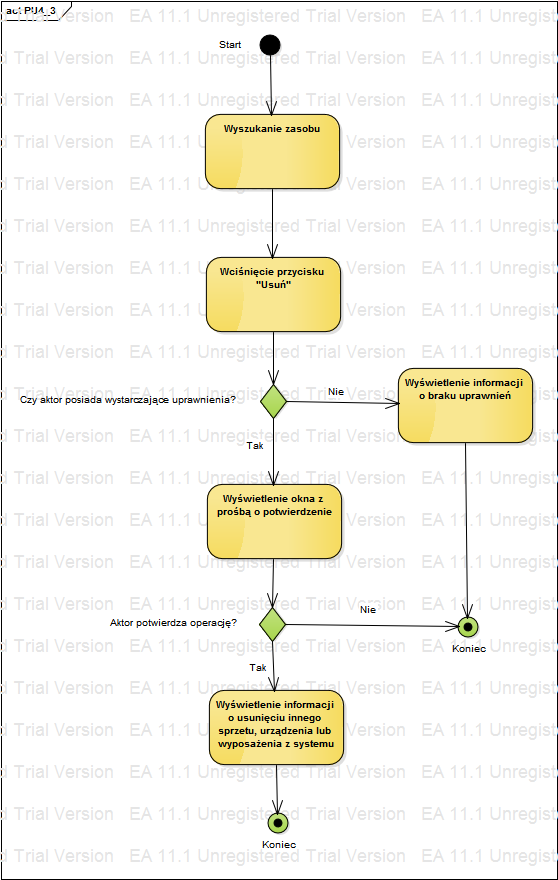 act PU4_3
Start
Wyszukanie zasobu
Wciśnięcie przycisku
"Usuń"
Czy aktor posiada wystarczające uprawnienia?
Nie
Wyświetlenie informacji
o braku uprawnień
Tak
Wyświetlenie okna z
prośbą o potwierdzenie
Aktor potwierdza operację?
Nie
Koniec
Tak
Wyświetlenie informacji
o usunięciu innego
sprzetu, urządzenia lub
wyposażenia z systemu
Koniec
EA 11.1 Unregistered Trial Version